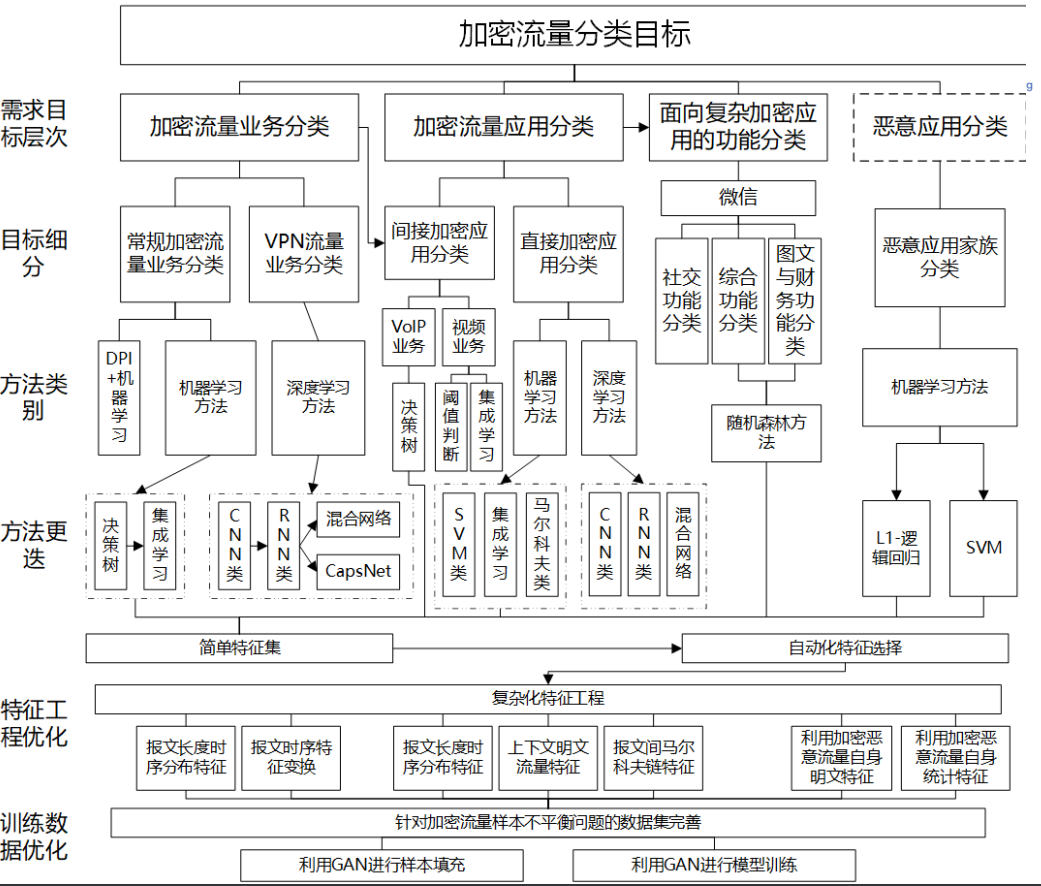 加密流量分类目标
g
需求目
标层次
加密流量业务分类
加密流量应用分类
面向复杂加密应
用的功能分类
恶意应用分类
目标细
分
常规加密流
量业务分类
VPN流量
业务分类
间接加密应
用分类
直接加密应
用分类
微信
社交
功能
分类
综合
功能
分类
图文
与财
务功
能分
类
恶意应用家族
分类
VoIP
业务
视频
业务
方法类
别
DPI
+机
器
学
习
机器学习
方法
深度学习
方法
决
策
树
阈
值
判
断
集
成
学
习
机器
学习
方法
深度
学习
方法
随机森林方
法
机器学习方法
方法更
迭
决
策
树
集
成
学
习
C
N
N
类
R
N
N
类
混合网络
CapsNet
S
V
M
类
集
成
学
习
马
尔
科
夫
类
C
N
N
类
R
N
N
类
混
合
网
络
L1-逻
辑回归
SVM
简单特征集
自动化特征选择
特征工
程优化
复杂化特征工程
报文长度时
序分布特征
报文时序特
征变换
报文长度时
序分布特征
上下文明文
流量特征
报文间马尔
科夫链特征
利用加密恶
意流量自身
明文特征
利用加密恶
意流量自身
统计特征
训练数
据优化
针对加密流量样本不平衡问题的数据集完善
利用GAN进行样本填充
利用GAN进行模型训练